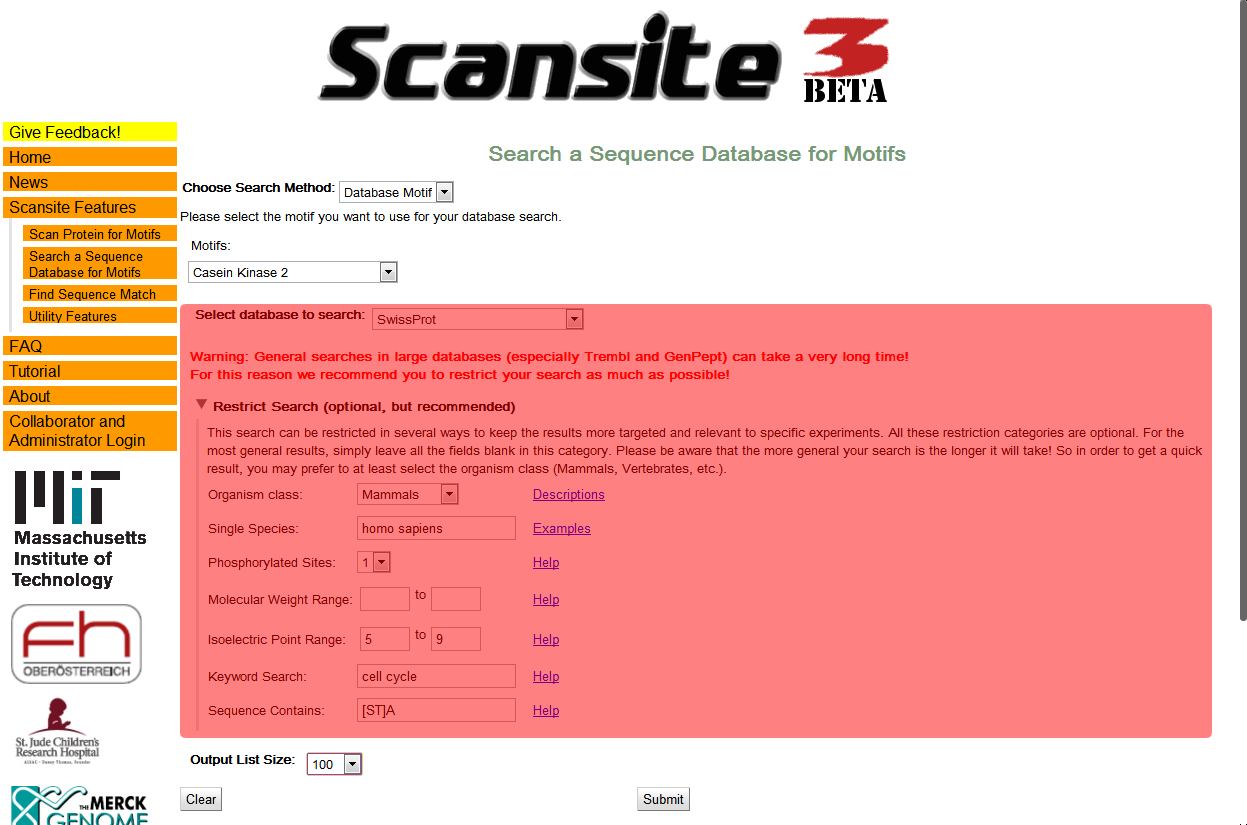 Scansite 3
BETA
Give Feedback!
Home
News
Scansite Features
Scan Protein for Motifs
Search a Sequence
Database for Motifs
Find Sequence Match
Utility Features
FAQ
Tutorial
About
Collaborator and
Administrator Login
MIT
Massachusetts
Institute of
Technology
fh
OBERÖSTERREICH
St. Jude Children's
Research Hospital
ALSAC - Danny Thomas, Founder
THE MERCK
GENOME
Search a Sequence Database for Motifs
Choose Search Method: Database Motif
Please select the motif you want to use for your database search.
Motifs:
Casein Kinase 2
Select database to search: SwissProt
Warning: General searches in large databases (especially Trembl and GenPept) can take a very long time!
For this reason we recommend you to restrict your search as much as possible!
Restrict Search (optional, but recommended)
This search can be restricted in several ways to keep the results more targeted and relevant to specific experiments. All these restriction categories are optional. For the
most general results, simply leave all the fields blank in this category. Please be aware that the more general your search is the longer it will take! So in order to get a quick
result, you may prefer to at least select the organism class (Mammals, Vertebrates, etc.).
Organism class: Mammals Descriptions
Single Species: homo sapiens Examples
Phosphorylated Sites: 1 Help
Molecular Weight Range: to Help
Isoelectric Point Range: 5 to 9 Help
Keyword Search: cell cycle Help
Sequence Contains: [ST]A Help
Output List Size: 100
Clear Submit